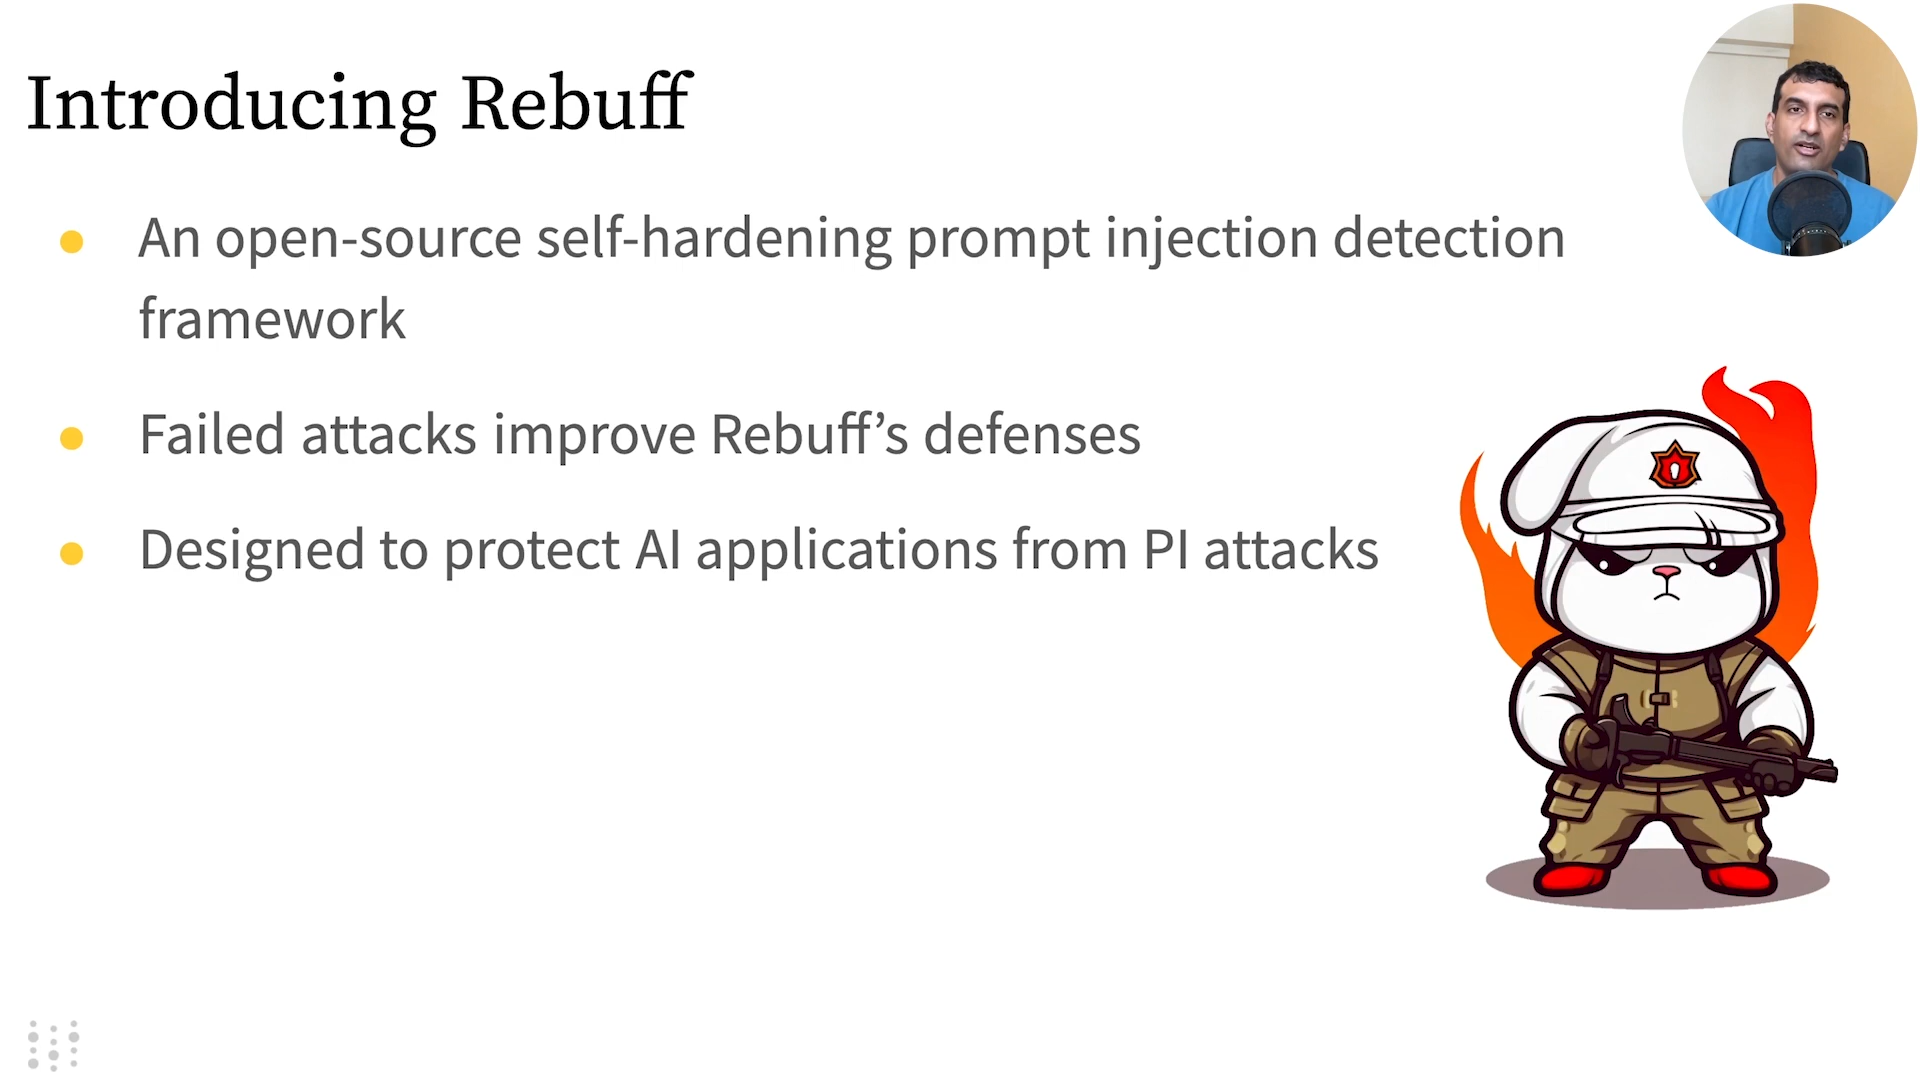 Introducing Rebuff
An open-source self-hardening prompt injection detection
framework
Failed attacks improve Rebuff’s defenses
Designed to protect AI applications from PI attacks